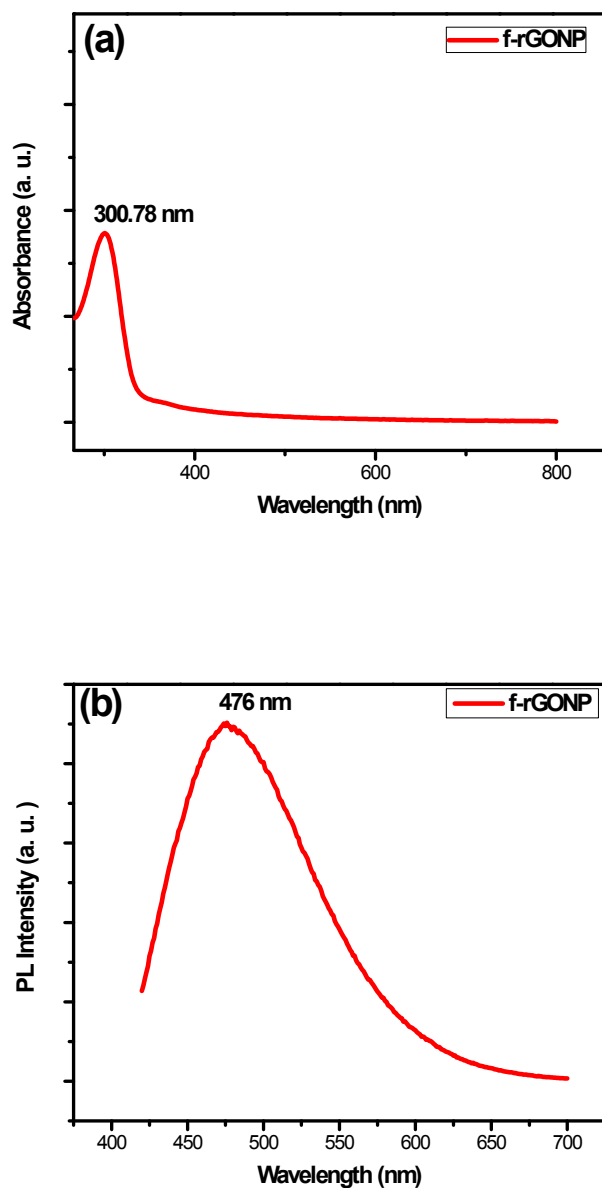 (a)
f-rGONP
300.78 nm
Absorbance (a. u.)
400
600
800
Wavelength (nm)
(b)
476 nm
f-rGONP
PL Intensity (a. u. )
400
450
500
550
600
650
700
Wavelength (nm)